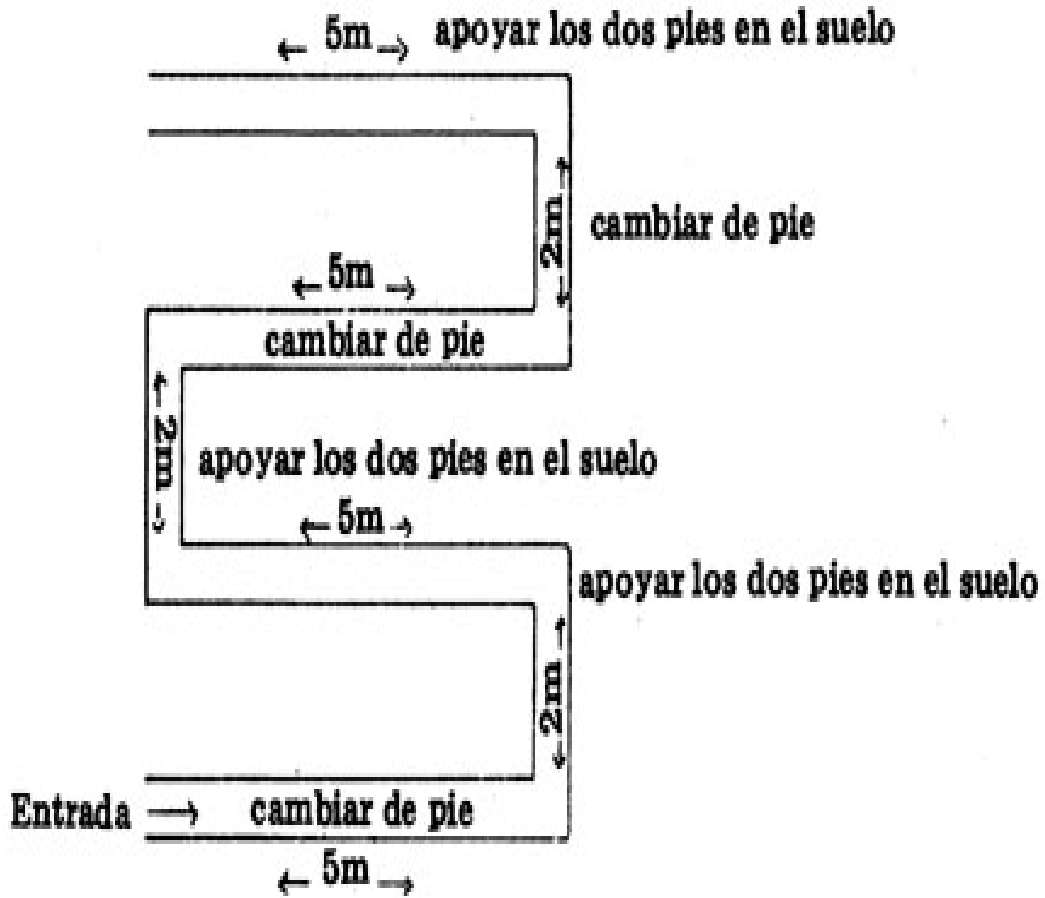 5m apoyar los dos pies en el suelo
2m cambiar de pie
5m
cambiar de pie
2m apoyar los dos pies en el suelo
5m
apoyar los dos pies en el suelo
2m
Entrada cambiar de pie
5m